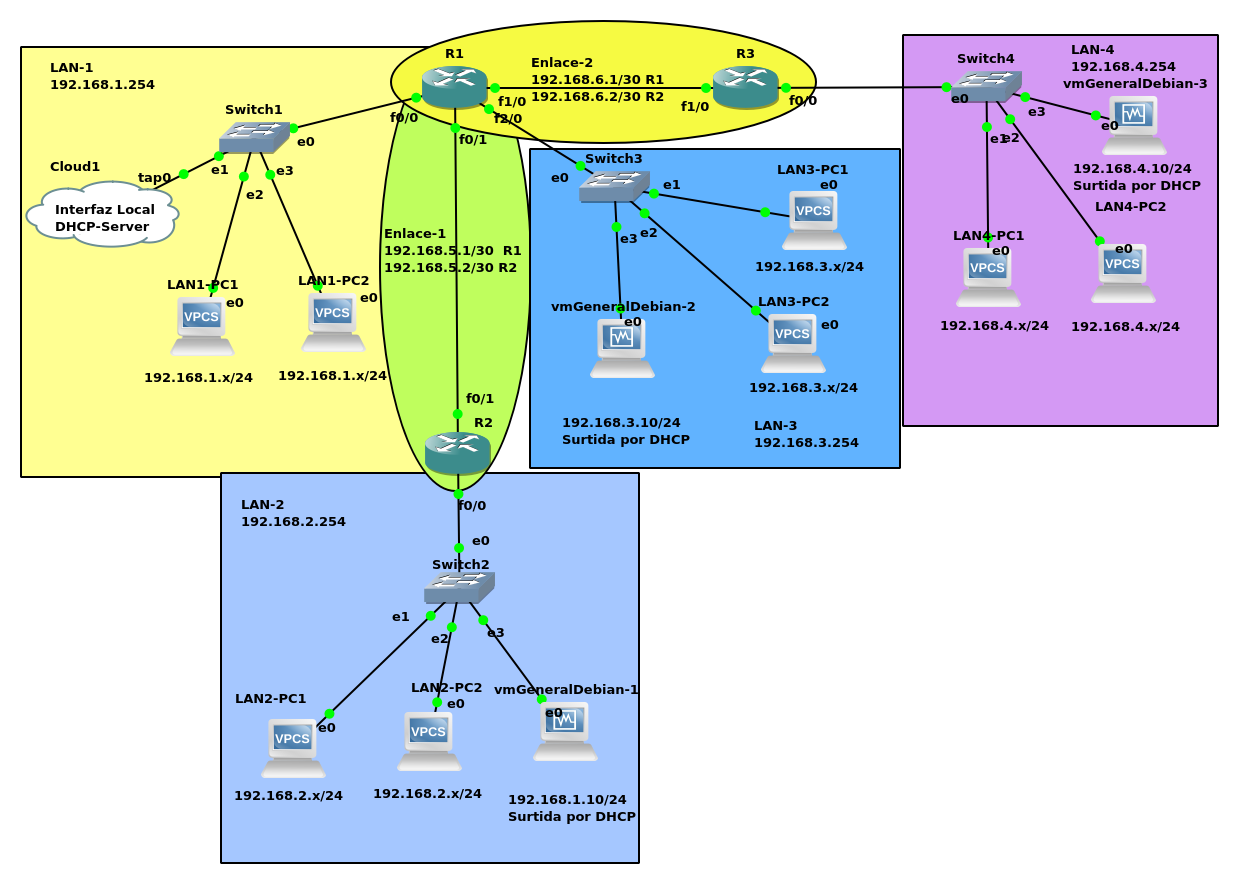 LAN-1
192.168.1.254
Switch1
e0
e1
e2
e3
Cloud1
tap0
Interfaz Local
DHCP-Server
LAN1-PC1
e0
VPCS
192.168.1.x/24
LAN1-PC2
e0
VPCS
192.168.1.x/24
R1
f0/0
f0/1
f1/0
f2/0
Enlace-2
192.168.6.1/30 R1
192.168.6.2/30 R2
R3
f1/0
f0/0
Enlace-1
192.168.5.1/30  R1
192.168.5.2/30 R2
f0/1
R2
f0/0
Switch3
e0
e1
e2
e3
LAN3-PC1
e0
VPCS
192.168.3.x/24
vmGeneralDebian-2
e0
192.168.3.10/24
Surtida por DHCP
LAN3-PC2
e0
VPCS
192.168.3.x/24
LAN-3
192.168.3.254
Switch4
e0
e1
e2
e3
LAN-4
192.168.4.254
vmGeneralDebian-3
e0
192.168.4.10/24
Surtida por DHCP
LAN4-PC1
e0
VPCS
192.168.4.x/24
LAN4-PC2
e0
VPCS
192.168.4.x/24
LAN-2
192.168.2.254
e0
Switch2
e1
e2
e3
LAN2-PC1
e0
VPCS
192.168.2.x/24
LAN2-PC2
e0
VPCS
192.168.2.x/24
vmGeneralDebian-1
e0
192.168.1.10/24
Surtida por DHCP